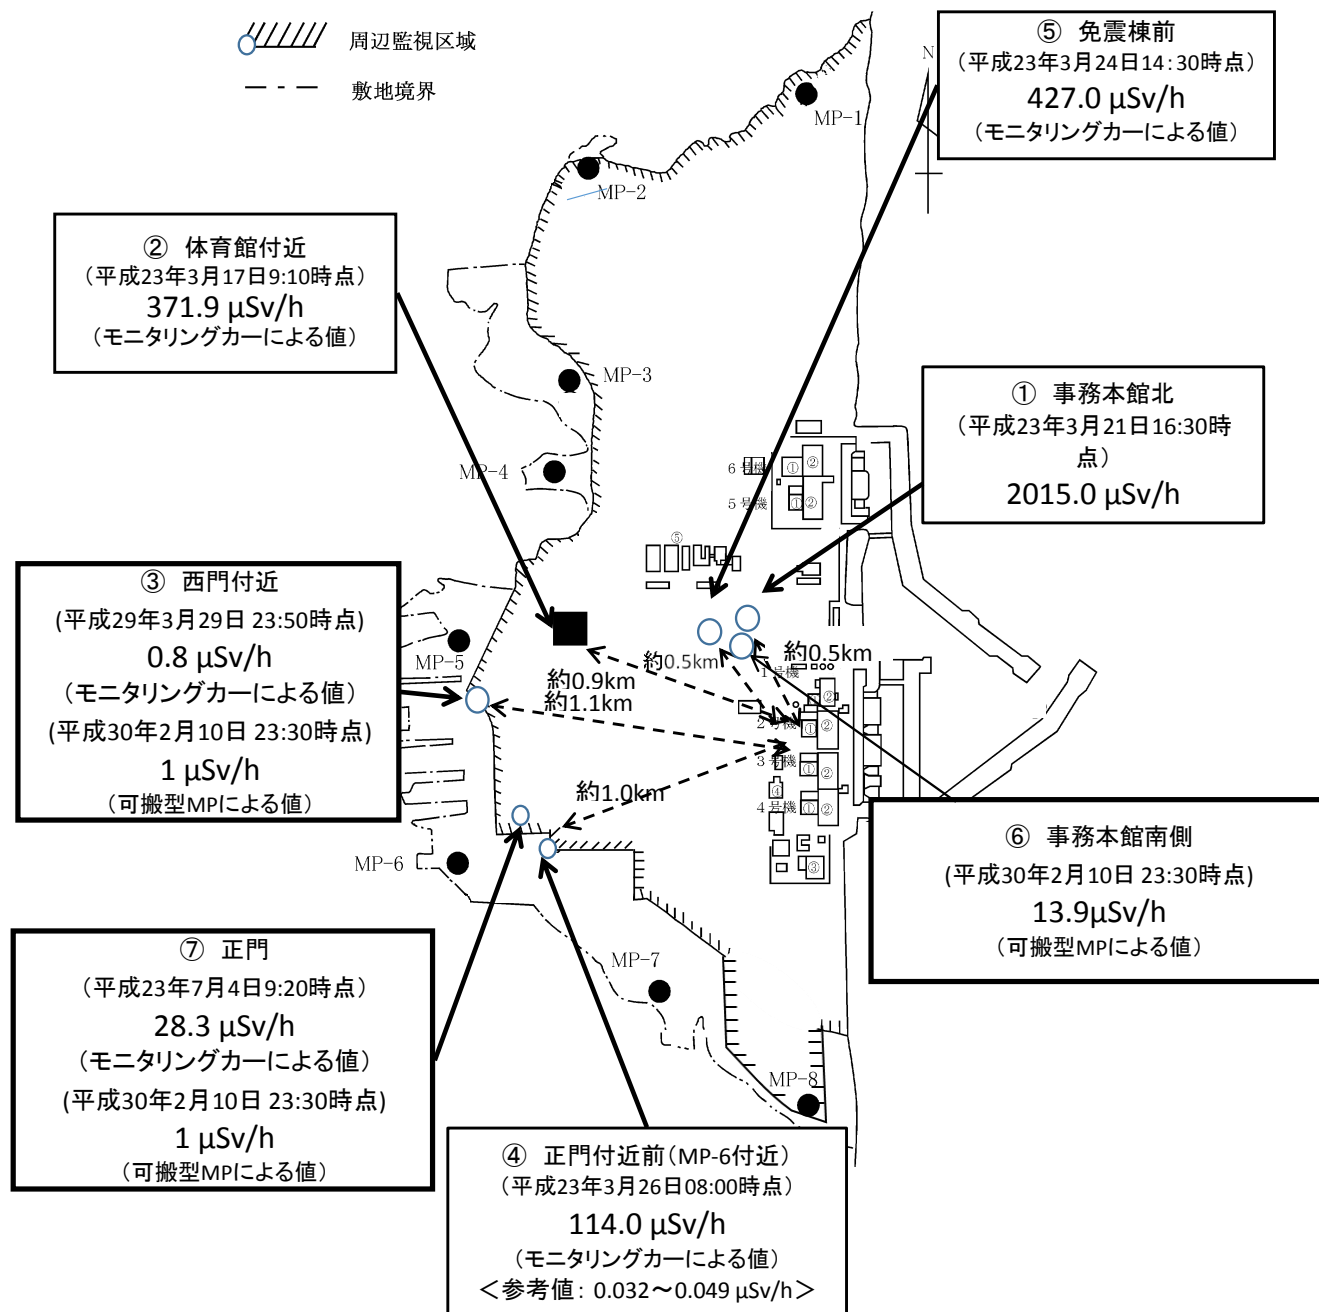 周辺監視区域
敷地境界
⑤ 免震棟前
(平成23年3月24日14:30時点)
427.0 μSv/h
(モニタリングカーによる値)
N
MP-1
MP-2
② 体育館付近
(平成23年3月17日9:10時点)
371.9 μSv/h
(モニタリングカーによる値)
MP-3
① 事務本館北
(平成23年3月21日16:30時
点)
2015.0 μSv/h
MP-4
6号機
① ②
5号機
① ②
⑤
③ 西門付近
(平成29年3月29日 23:50時点)
0.8 μSv/h
(モニタリングカーによる値)
(平成30年2月10日 23:30時点)
1 μSv/h
(可搬型MPによる値)
MP-5
約0.5km
約0.5km
約0.9km
約1.1km
1号機
②
2号機
① ②
3号機
① ②
④
4号機
① ②
③
約1.0km
MP-6
⑥ 事務本館南側
(平成30年2月10日 23:30時点)
13.9μSv/h
(可搬型MPによる値)
⑦ 正門
(平成23年7月4日9:20時点)
28.3 μSv/h
(モニタリングカーによる値)
(平成30年2月10日 23:30時点)
1 μSv/h
(可搬型MPによる値)
MP-7
MP-8
④ 正門付近前(MP-6付近)
(平成23年3月26日08:00時点)
114.0 μSv/h
(モニタリングカーによる値)
<参考値: 0.032~0.049 μSv/h>